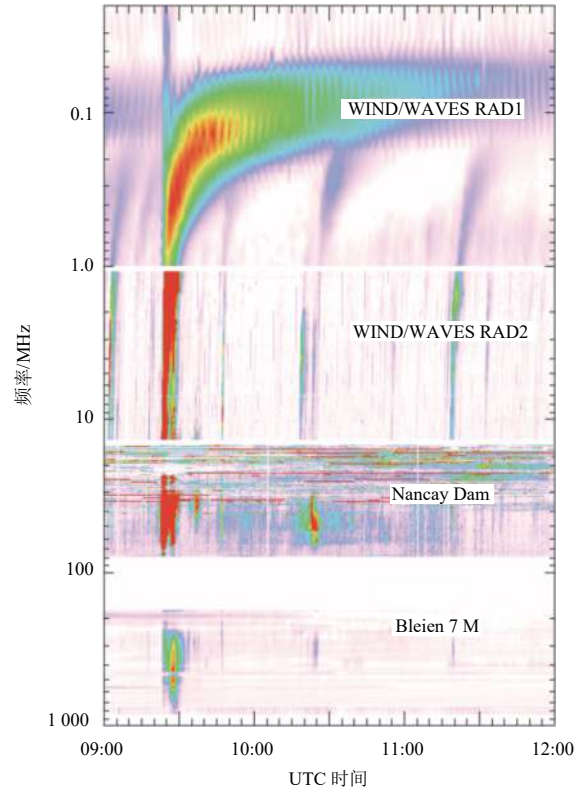 WIND/WAVES RAD1
0.1
1.0
WIND/WAVES RAD2
频率/MHz
10
Nancay Dam
100
Bleien 7 M
1 000
09:00
10:00
11:00
12:00
UTC 时间